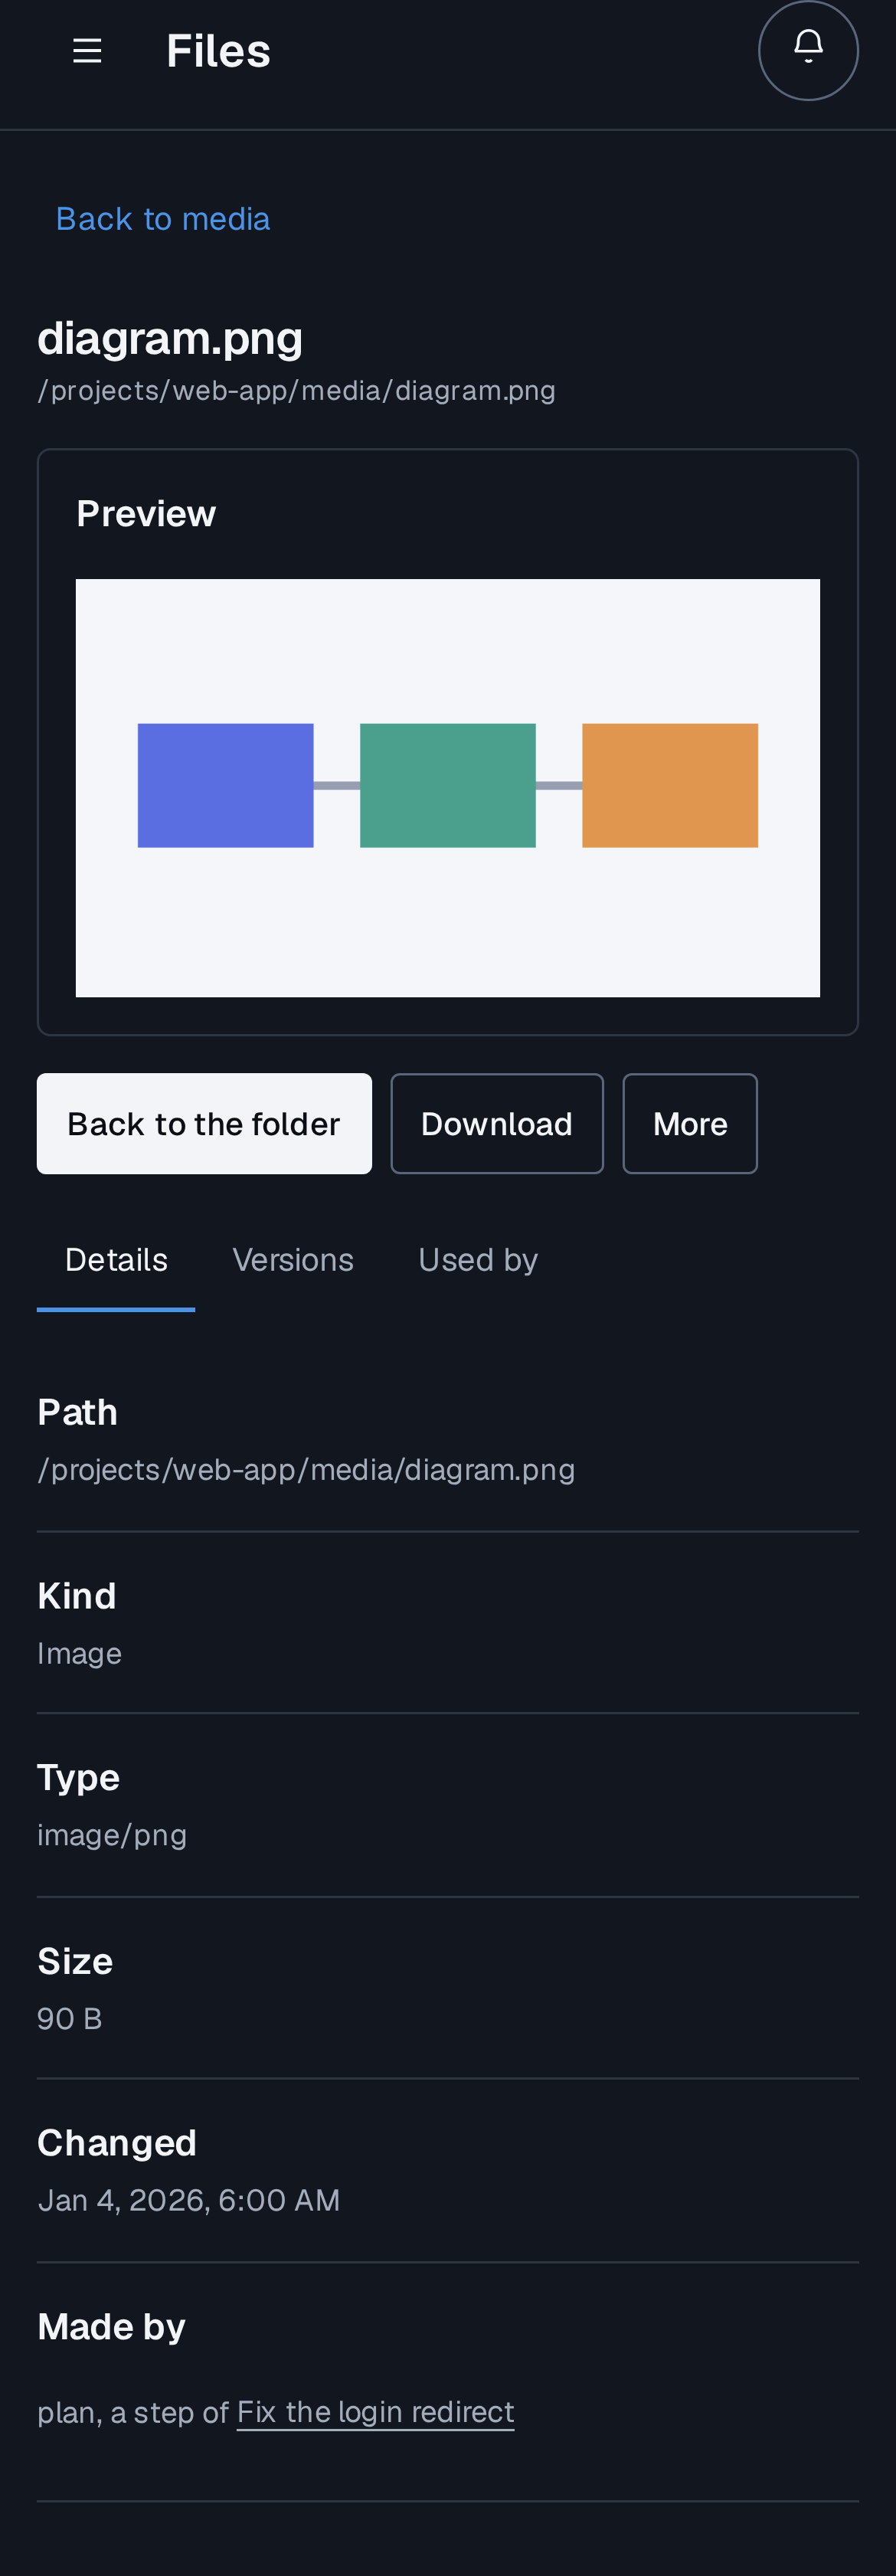 Files
Back to media
diagram.png
/projects/web-app/media/diagram.png
Preview
Back to the folder
Download
More
Details
Versions
Used by
Path
/projects/web-app/media/diagram.png
Kind
Image
Type
image/png
Size
90 B
Changed
Jan 4, 2026, 6:00 AM
Made by
plan, a step of Fix the login redirect